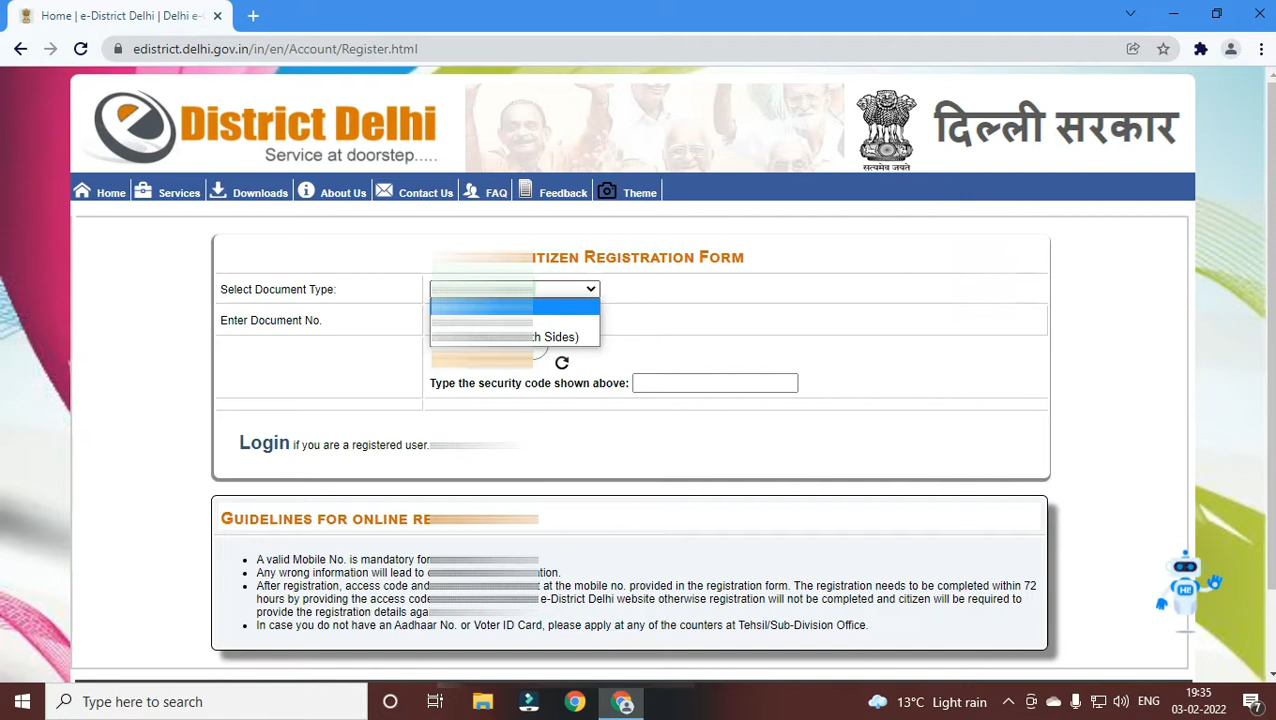 Home | e-District Delhi | Delhi e-
edistrict.delhi.gov.in/in/en/Account/Register.html
District Delhi
Service at doorstep.....
सत्यमेव जयते
दिल्ली सरकार
Home Services Downloads About Us Contact Us FAQ Feedback Theme
ITIZEN REGISTRATION FORM
Select Document Type:
Enter Document No.
Sides)
Type the security code shown above:
Login if you are a registered user.
GUIDELINES FOR ONLINE
A valid Mobile No. is mandatory for
Any wrong information will lead to
After registration, access code and at the mobile no. provided in the registration form. The registration needs to be completed within 72
hours by providing the access code e-District Delhi website otherwise registration will not be completed and citizen will be required to
provide the registration details
In case you do not have an Aadhaar No. or Voter ID Card, please apply at any of the counters at Tehsil/Sub-Division Office.
HE
Type here to search
13°C Light rain
ENG
19:35
03-02-2022
7